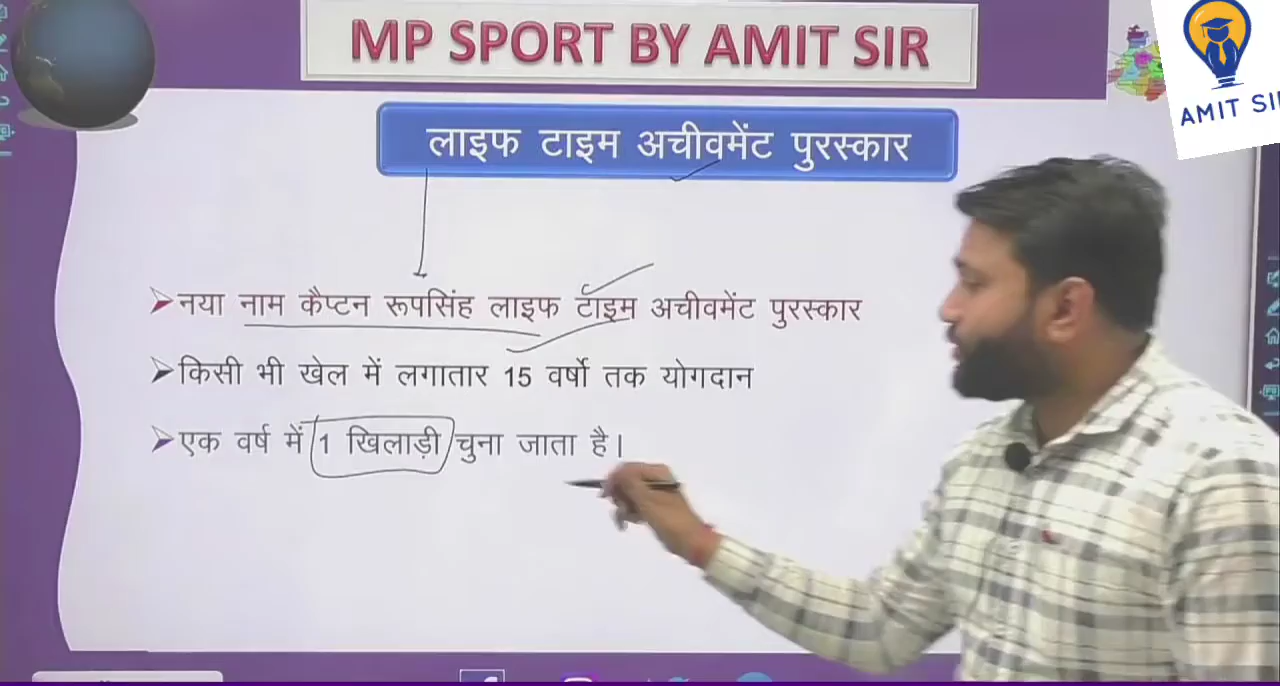 MP SPORT BY AMIT SIR
AMIT SI
लाइफ टाइम अचीवमेंट पुरस्कार
➤नया नाम कैप्टन रूपसिंह लाइफ टाइम अचीवमेंट पुरस्कार
➤किसी भी खेल में लगातार 15 वर्षो तक योगदान
➤एक वर्ष में 1 खिलाड़ी चुना जाता है।